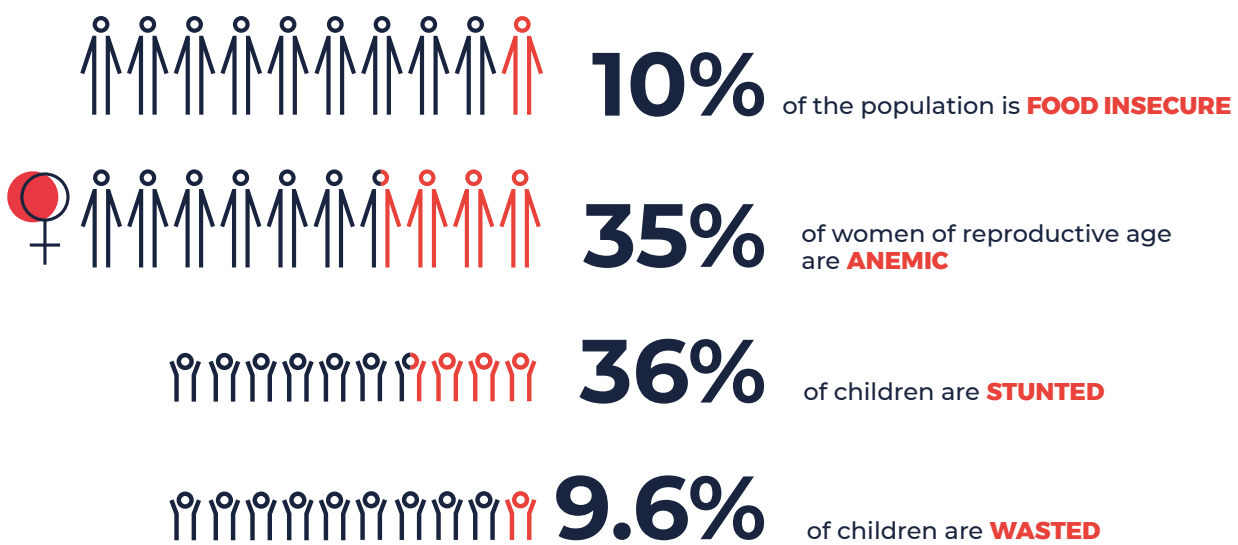 10% of the population is FOOD INSECURE
35% of women of reproductive age
are ANEMIC
36% of children are STUNTED
9.6% of children are WASTED